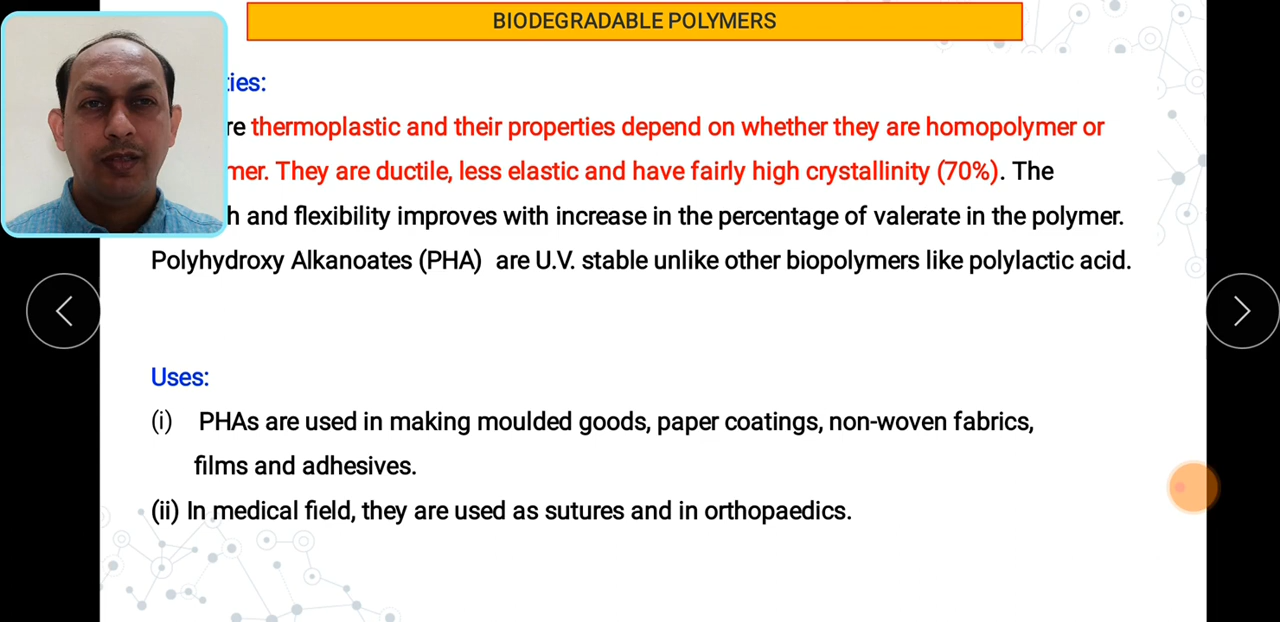 BIODEGRADABLE POLYMERS
ties:
re thermoplastic and their properties depend on whether they are homopolymer or
mer. They are ductile, less elastic and have fairly high crystallinity (70%). The
h and flexibility improves with increase in the percentage of valerate in the polymer.
Polyhydroxy Alkanoates (PHA) are U.V. stable unlike other biopolymers like polylactic acid.
Uses:
(i) PHAs are used in making moulded goods, paper coatings, non-woven fabrics,
films and adhesives.
(ii) In medical field, they are used as sutures and in orthopaedics.